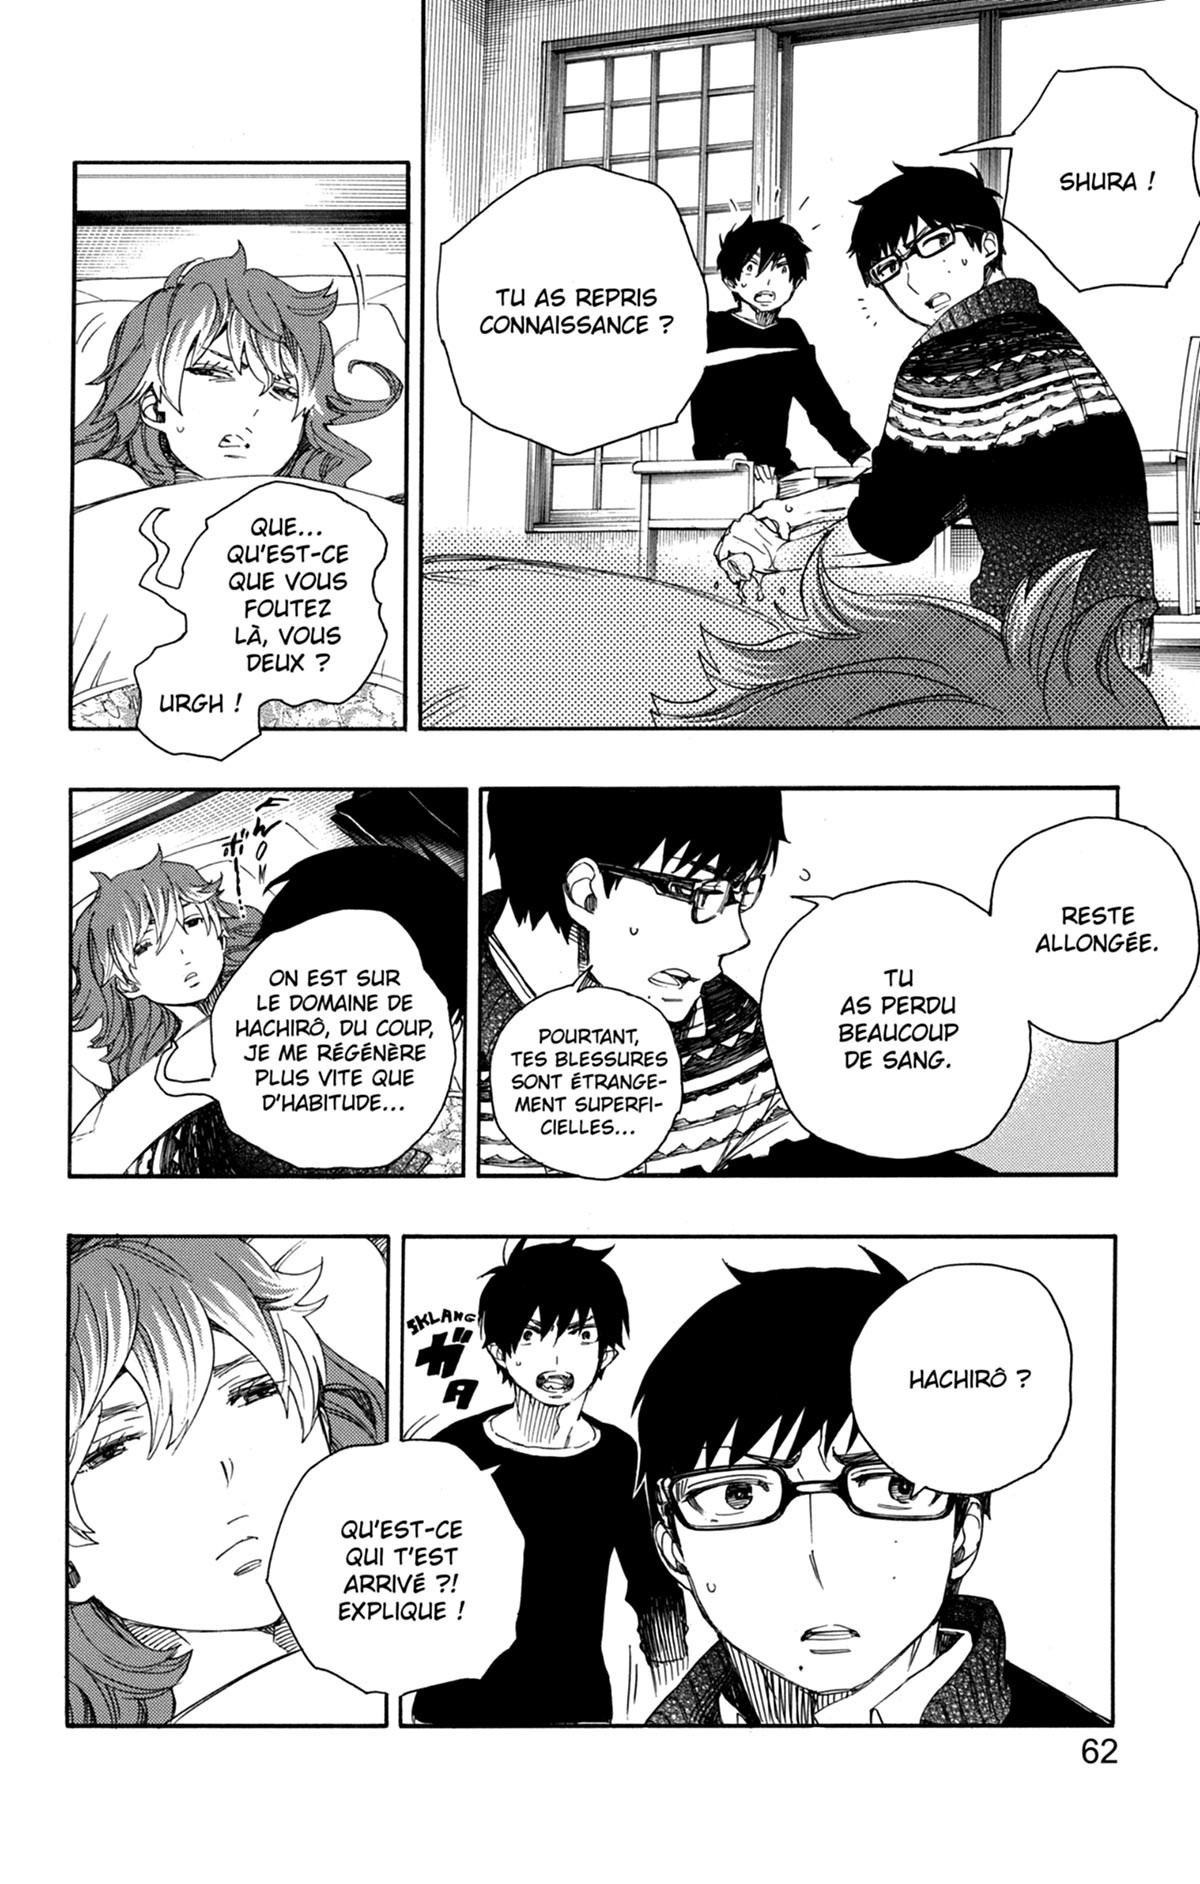 SHURA !
TU AS REPRIS
CONNAISSANCE ?
QUE...
QU'EST-CE
QUE VOUS
FOUTEZ
LÀ, VOUS
DEUX ?
URGH !
RESTE
ALLONGÉE.
TU
AS PERDU
BEAUCOUP
DE SANG.
POURTANT,
TES BLESSURES
SONT ÉTRANGE-
MENT SUPERFI-
CIELLES...
ON EST SUR
LE DOMAINE DE
HACHIRÔ, DU COUP,
JE ME RÉGÉNÈRE
PLUS VITE QUE
D'HABITUDE...
HACHIRÔ ?
SKLANG
ガタ
QU'EST-CE
QUI T'EST
ARRIVÉ ?!
EXPLIQUE !
62